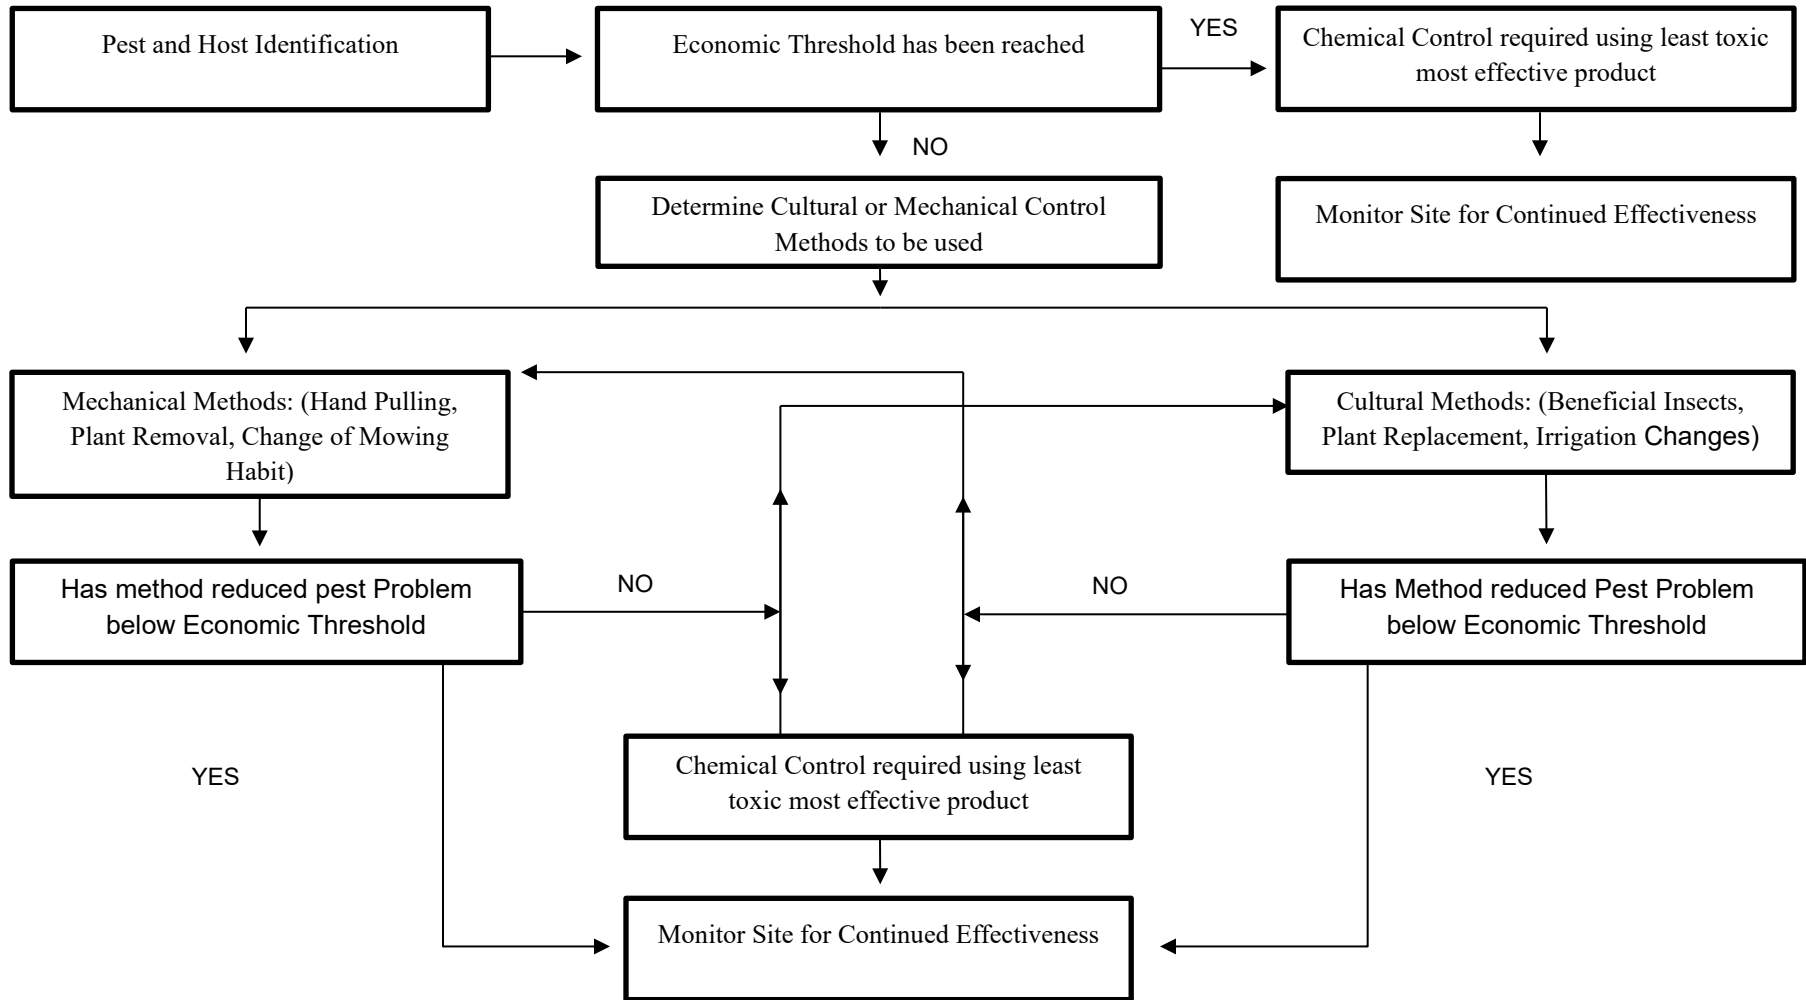 Pest and Host Identification
Economic Threshold has been reached
YES
Chemical Control required using least toxic
most effective product
NO
Determine Cultural or Mechanical Control
Methods to be used
Monitor Site for Continued Effectiveness
Mechanical Methods: (Hand Pulling,
Plant Removal, Change of Mowing
Habit)
Cultural Methods: (Beneficial Insects,
Plant Replacement, Irrigation Changes)
Has method reduced pest Problem
below Economic Threshold
NO
NO
Has Method reduced Pest Problem
below Economic Threshold
YES
Chemical Control required using least
toxic most effective product
YES
Monitor Site for Continued Effectiveness